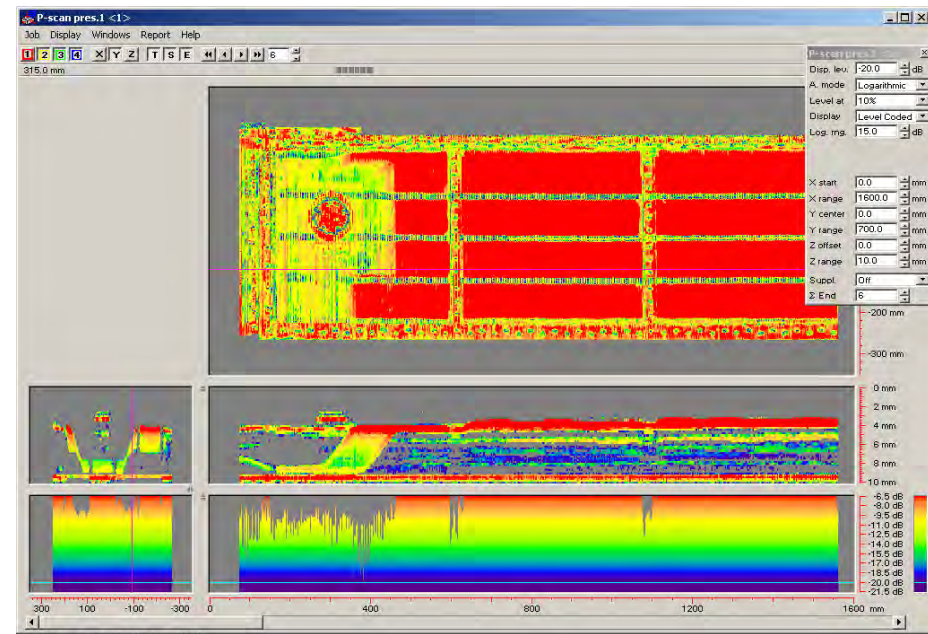 P-scan pres.1 <1>
Job Display Windows Report Help
1 2 3 4 X Y Z T S E 6
315.0 mm
Disp. lev. -20.0 dB
A. mode Logarithmic
Level at 10%
Display Level Coded
Log. rng. 15.0 dB
X start 0.0 mm
X range 1600.0 mm
Y center 0.0 mm
Y range 700.0 mm
Z offset 0.0 mm
Z range 10.0 mm
Suppl. Off
Σ End 6
-200 mm
-300 mm
0 mm
2 mm
4 mm
6 mm
8 mm
10 mm
-6.5 dB
-8.0 dB
-9.5 dB
-11.0 dB
-12.5 dB
-14.0 dB
-15.5 dB
-17.0 dB
-18.5 dB
-20.0 dB
-21.5 dB
300 100 -100 -300 0 400 800 1200 1600 mm